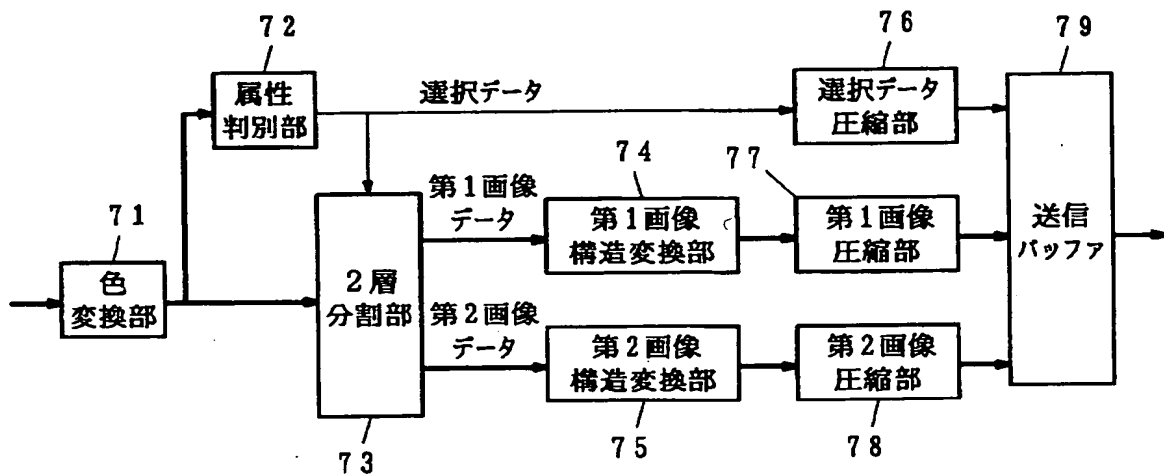 72
76
79
属性
判別部
選択データ
選択データ
圧縮部
74
77
71
第1画像
データ
第1画像
構造変換部
第1画像
圧縮部
送信
バッファ
色
変換部
2層
分割部
第2画像
データ
第2画像
構造変換部
第2画像
圧縮部
73
75
78